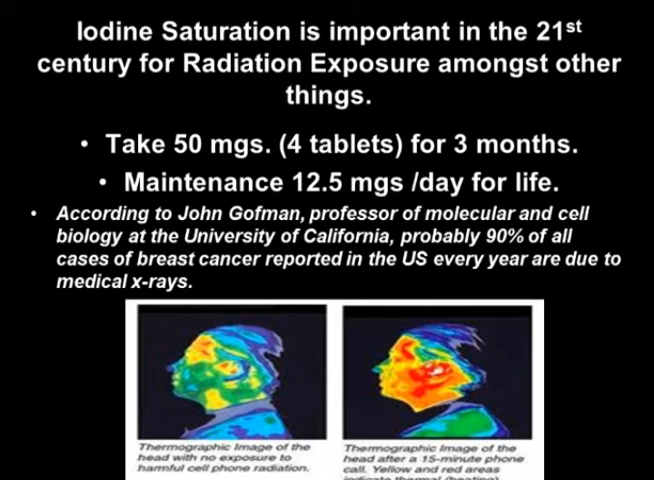 Iodine Saturation is important in the 21st
century for Radiation Exposure amongst other
things.
• Take 50 mgs. (4 tablets) for 3 months.
• Maintenance 12.5 mgs /day for life.
• According to John Gofman, professor of molecular and cell
biology at the University of California, probably 90% of all
cases of breast cancer reported in the US every year are due to
medical x-rays.
Thermographic Image of the
head with no exposure to
harmful cell phone radiation.
Thermographic Image of the
head after a 15-minute phone
call. Yellow and red areas
indicate thermal (heating)